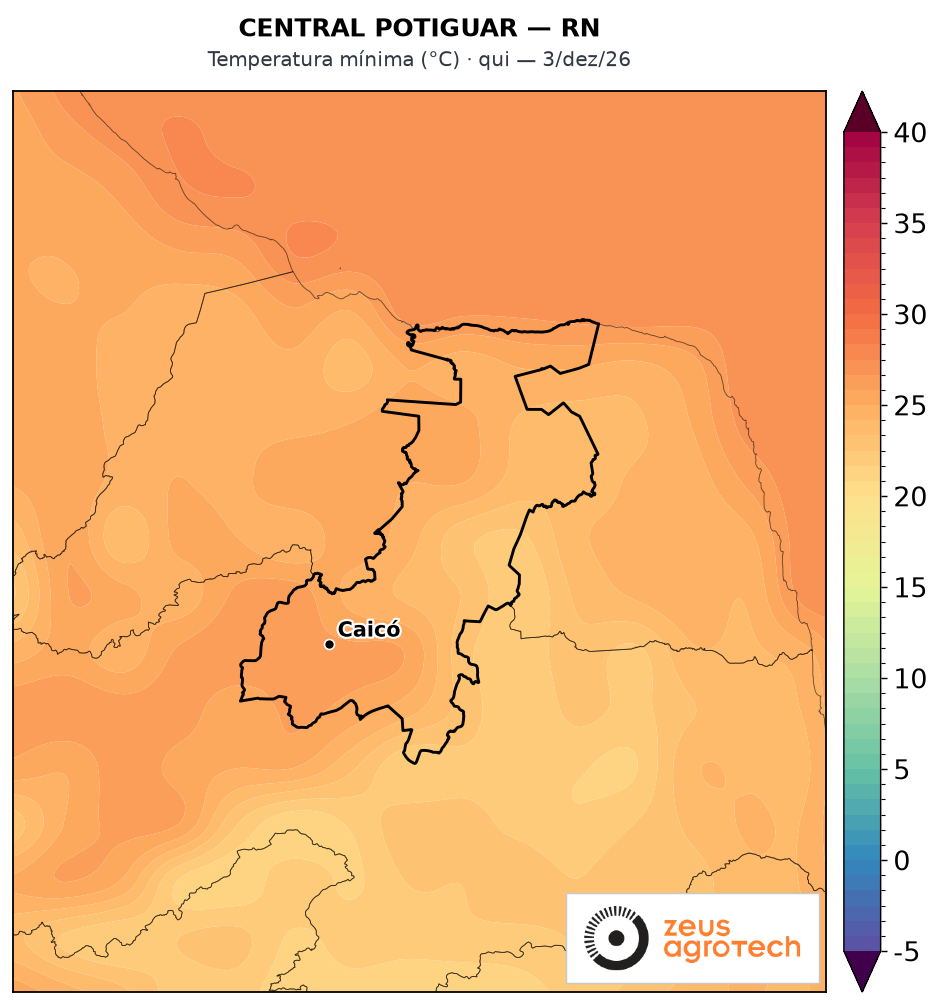 CENTRAL POTIGUAR — RN
Temperatura mínima (°C) · qui — 3/dez/26
40
35
30
25
20
15
10
5
0
-5
Caicó
zeus
agrotech